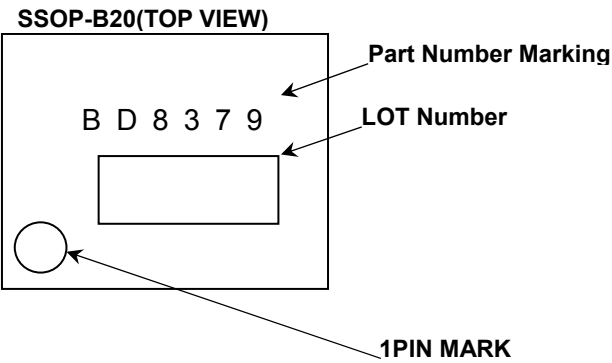 SSOP-B20(TOP VIEW)
Part Number Marking
B D 8 3 7 9
LOT Number
1PIN MARK